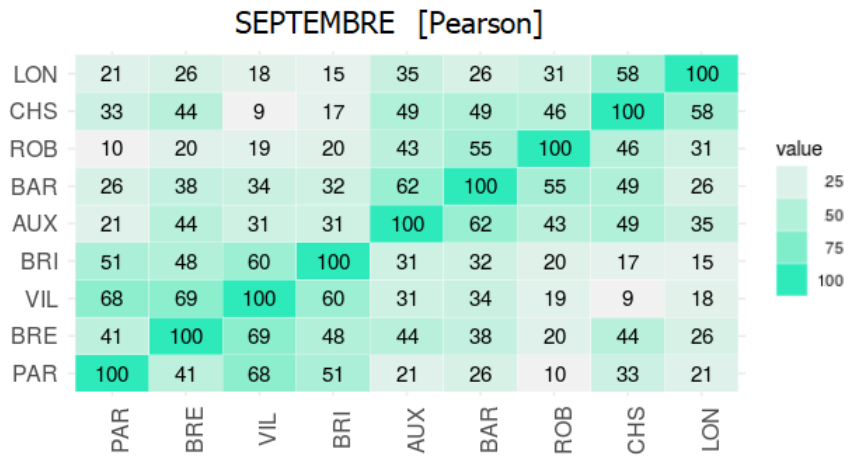 SEPTEMBRE [Pearson]
LON 21 26 18 15 35 26 31 58 100
CHS 33 44 9 17 49 49 46 100 58
ROB 10 20 19 20 43 55 100 46 31
BAR 26 38 34 32 62 100 55 49 26
AUX 21 44 31 31 100 62 43 49 35
BRI 51 48 60 100 31 32 20 17 15
VIL 68 69 100 60 31 34 19 9 18
BRE 41 100 69 48 44 38 20 44 26
PAR 100 41 68 51 21 26 10 33 21
PAR BRE VIL BRI AUX BAR ROB CHS LON
value
25
50
75
100